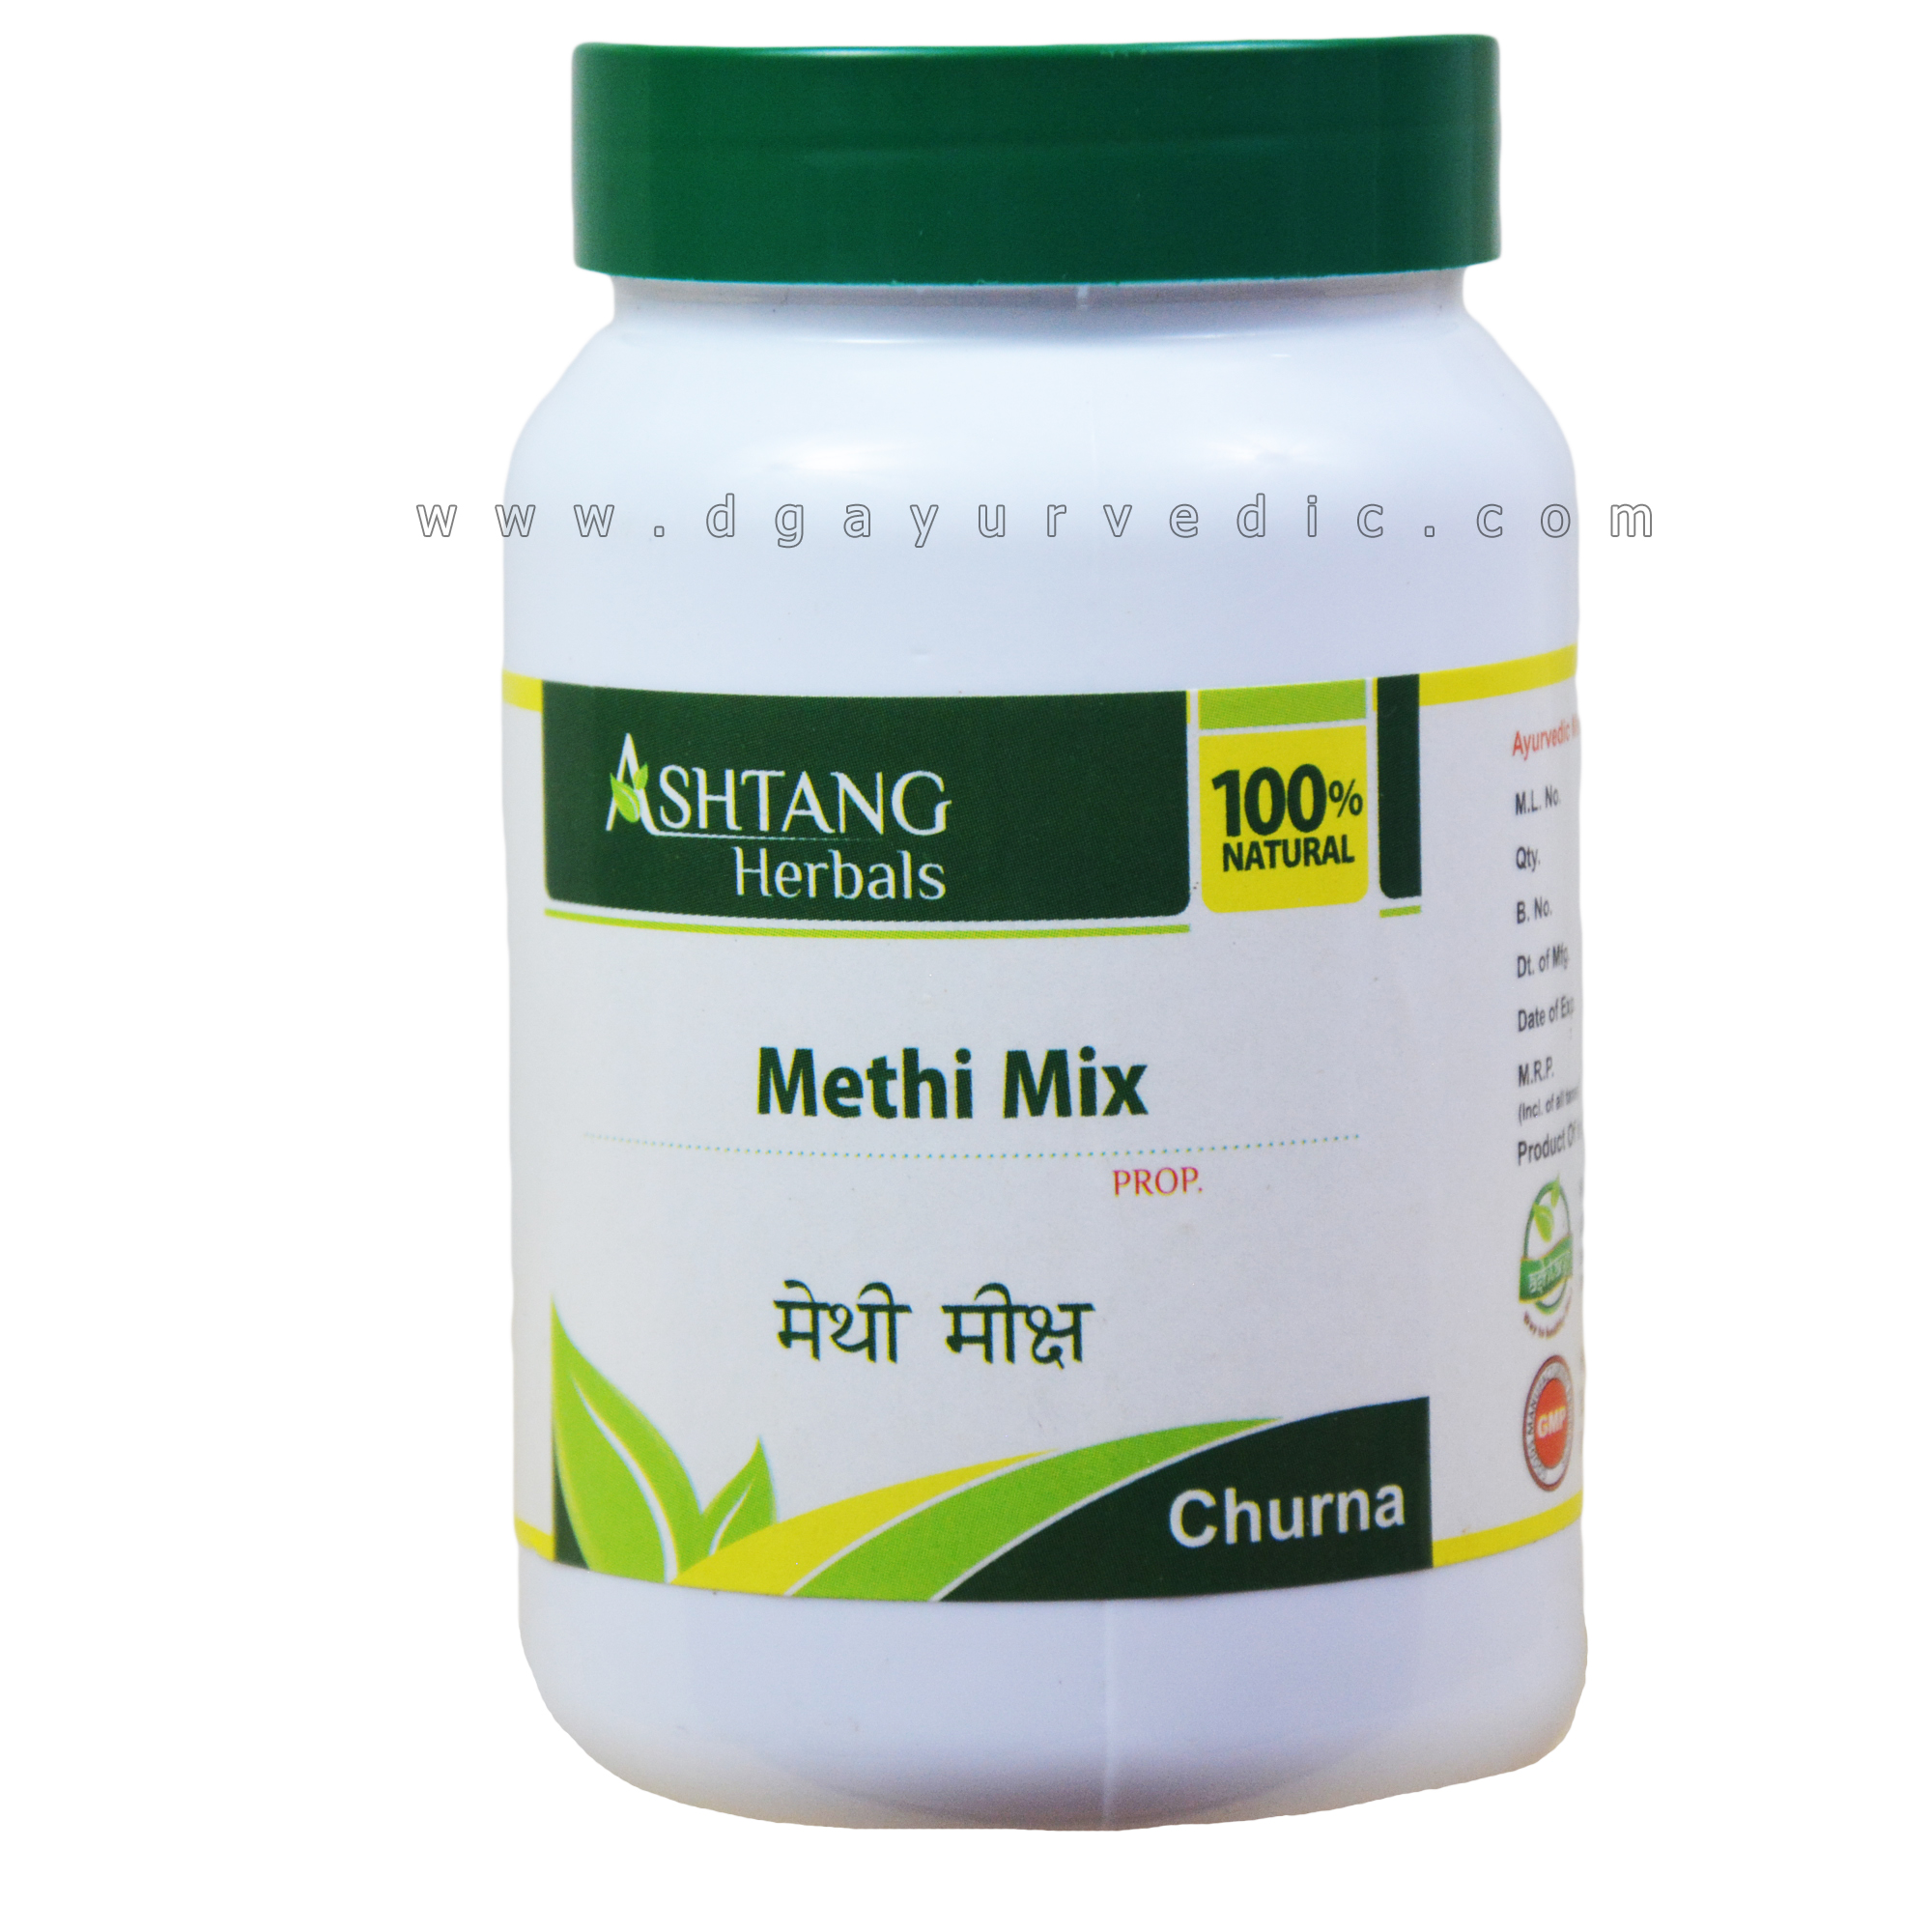 www.dgayurvedic.com
ASHTANG
Herbals
100%
NATURAL
Methi Mix
PROP.
मेथी मीक्ष
Churna
Ayurvedic
M.L. No.
Qty.
B. No.
Dt. of Mfg.
Date of Exp.
M.R.P.
(Incl. of all
Product
GMP